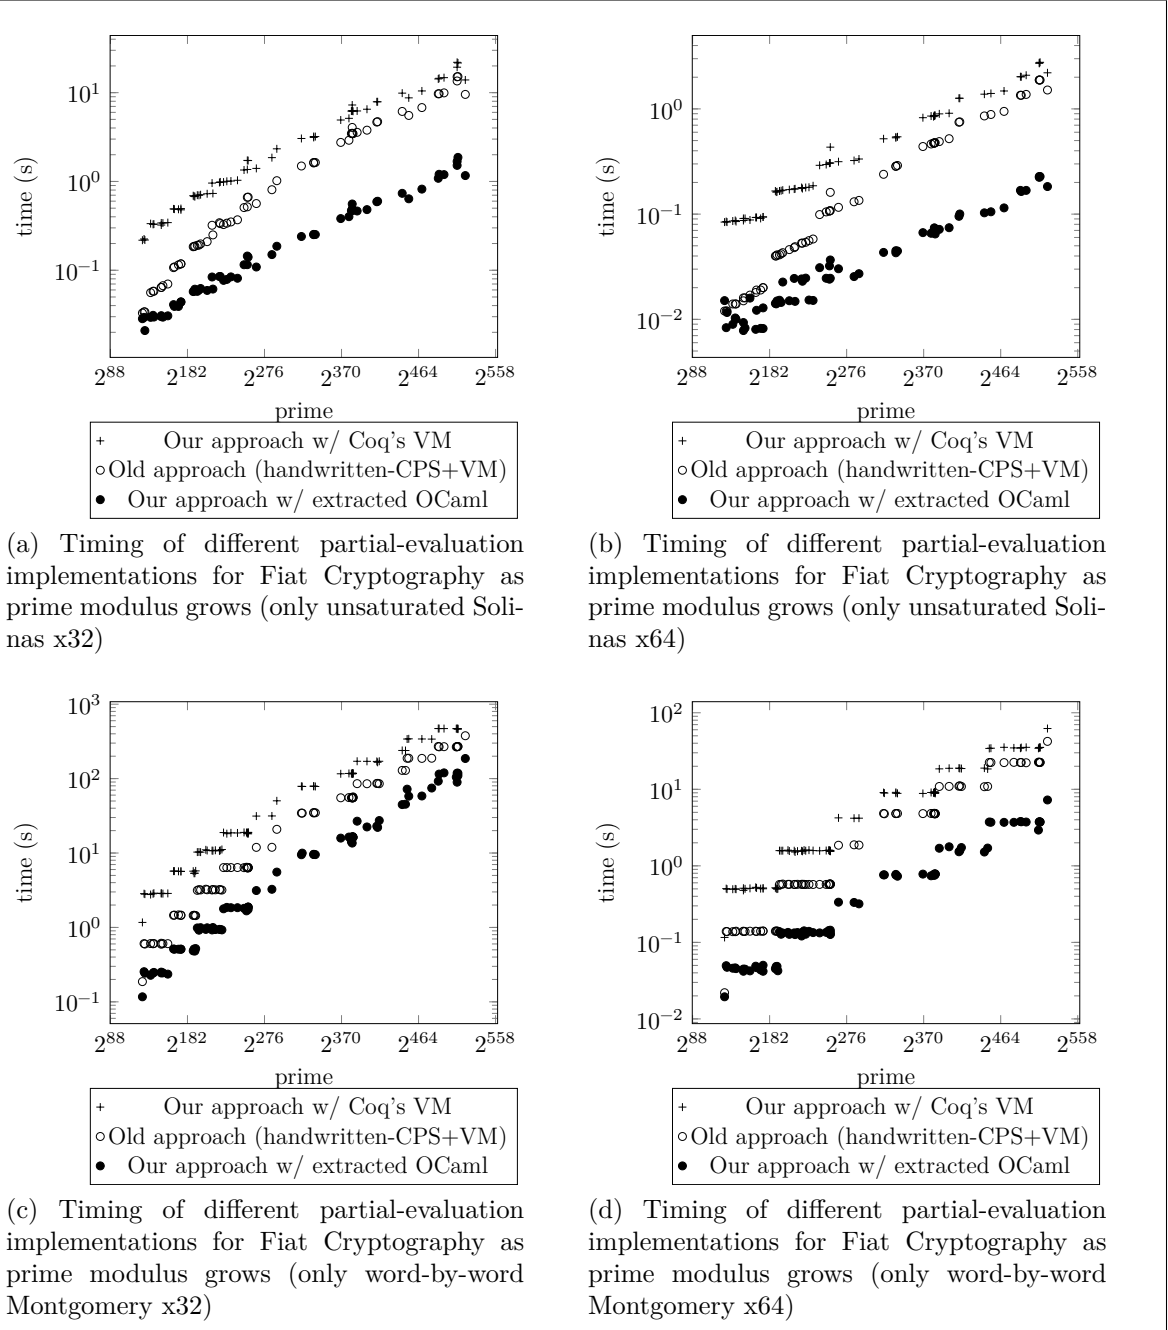 10^1
10^0
10^−1
time (s)
2^88 2^182 2^276 2^370 2^464 2^558
prime
+ Our approach w/ Coq's VM
○ Old approach (handwritten-CPS+VM)
● Our approach w/ extracted OCaml
(a) Timing of different partial-evaluation
implementations for Fiat Cryptography as
prime modulus grows (only unsaturated Soli-
nas x32)
10^0
10^−1
10^−2
time (s)
2^88 2^182 2^276 2^370 2^464 2^558
prime
+ Our approach w/ Coq's VM
○ Old approach (handwritten-CPS+VM)
● Our approach w/ extracted OCaml
(b) Timing of different partial-evaluation
implementations for Fiat Cryptography as
prime modulus grows (only unsaturated Soli-
nas x64)
10^3
10^2
10^1
10^0
10^−1
time (s)
2^88 2^182 2^276 2^370 2^464 2^558
prime
+ Our approach w/ Coq's VM
○ Old approach (handwritten-CPS+VM)
● Our approach w/ extracted OCaml
(c) Timing of different partial-evaluation
implementations for Fiat Cryptography as
prime modulus grows (only word-by-word
Montgomery x32)
10^2
10^1
10^0
10^−1
10^−2
time (s)
2^88 2^182 2^276 2^370 2^464 2^558
prime
+ Our approach w/ Coq's VM
○ Old approach (handwritten-CPS+VM)
● Our approach w/ extracted OCaml
(d) Timing of different partial-evaluation
implementations for Fiat Cryptography as
prime modulus grows (only word-by-word
Montgomery x64)